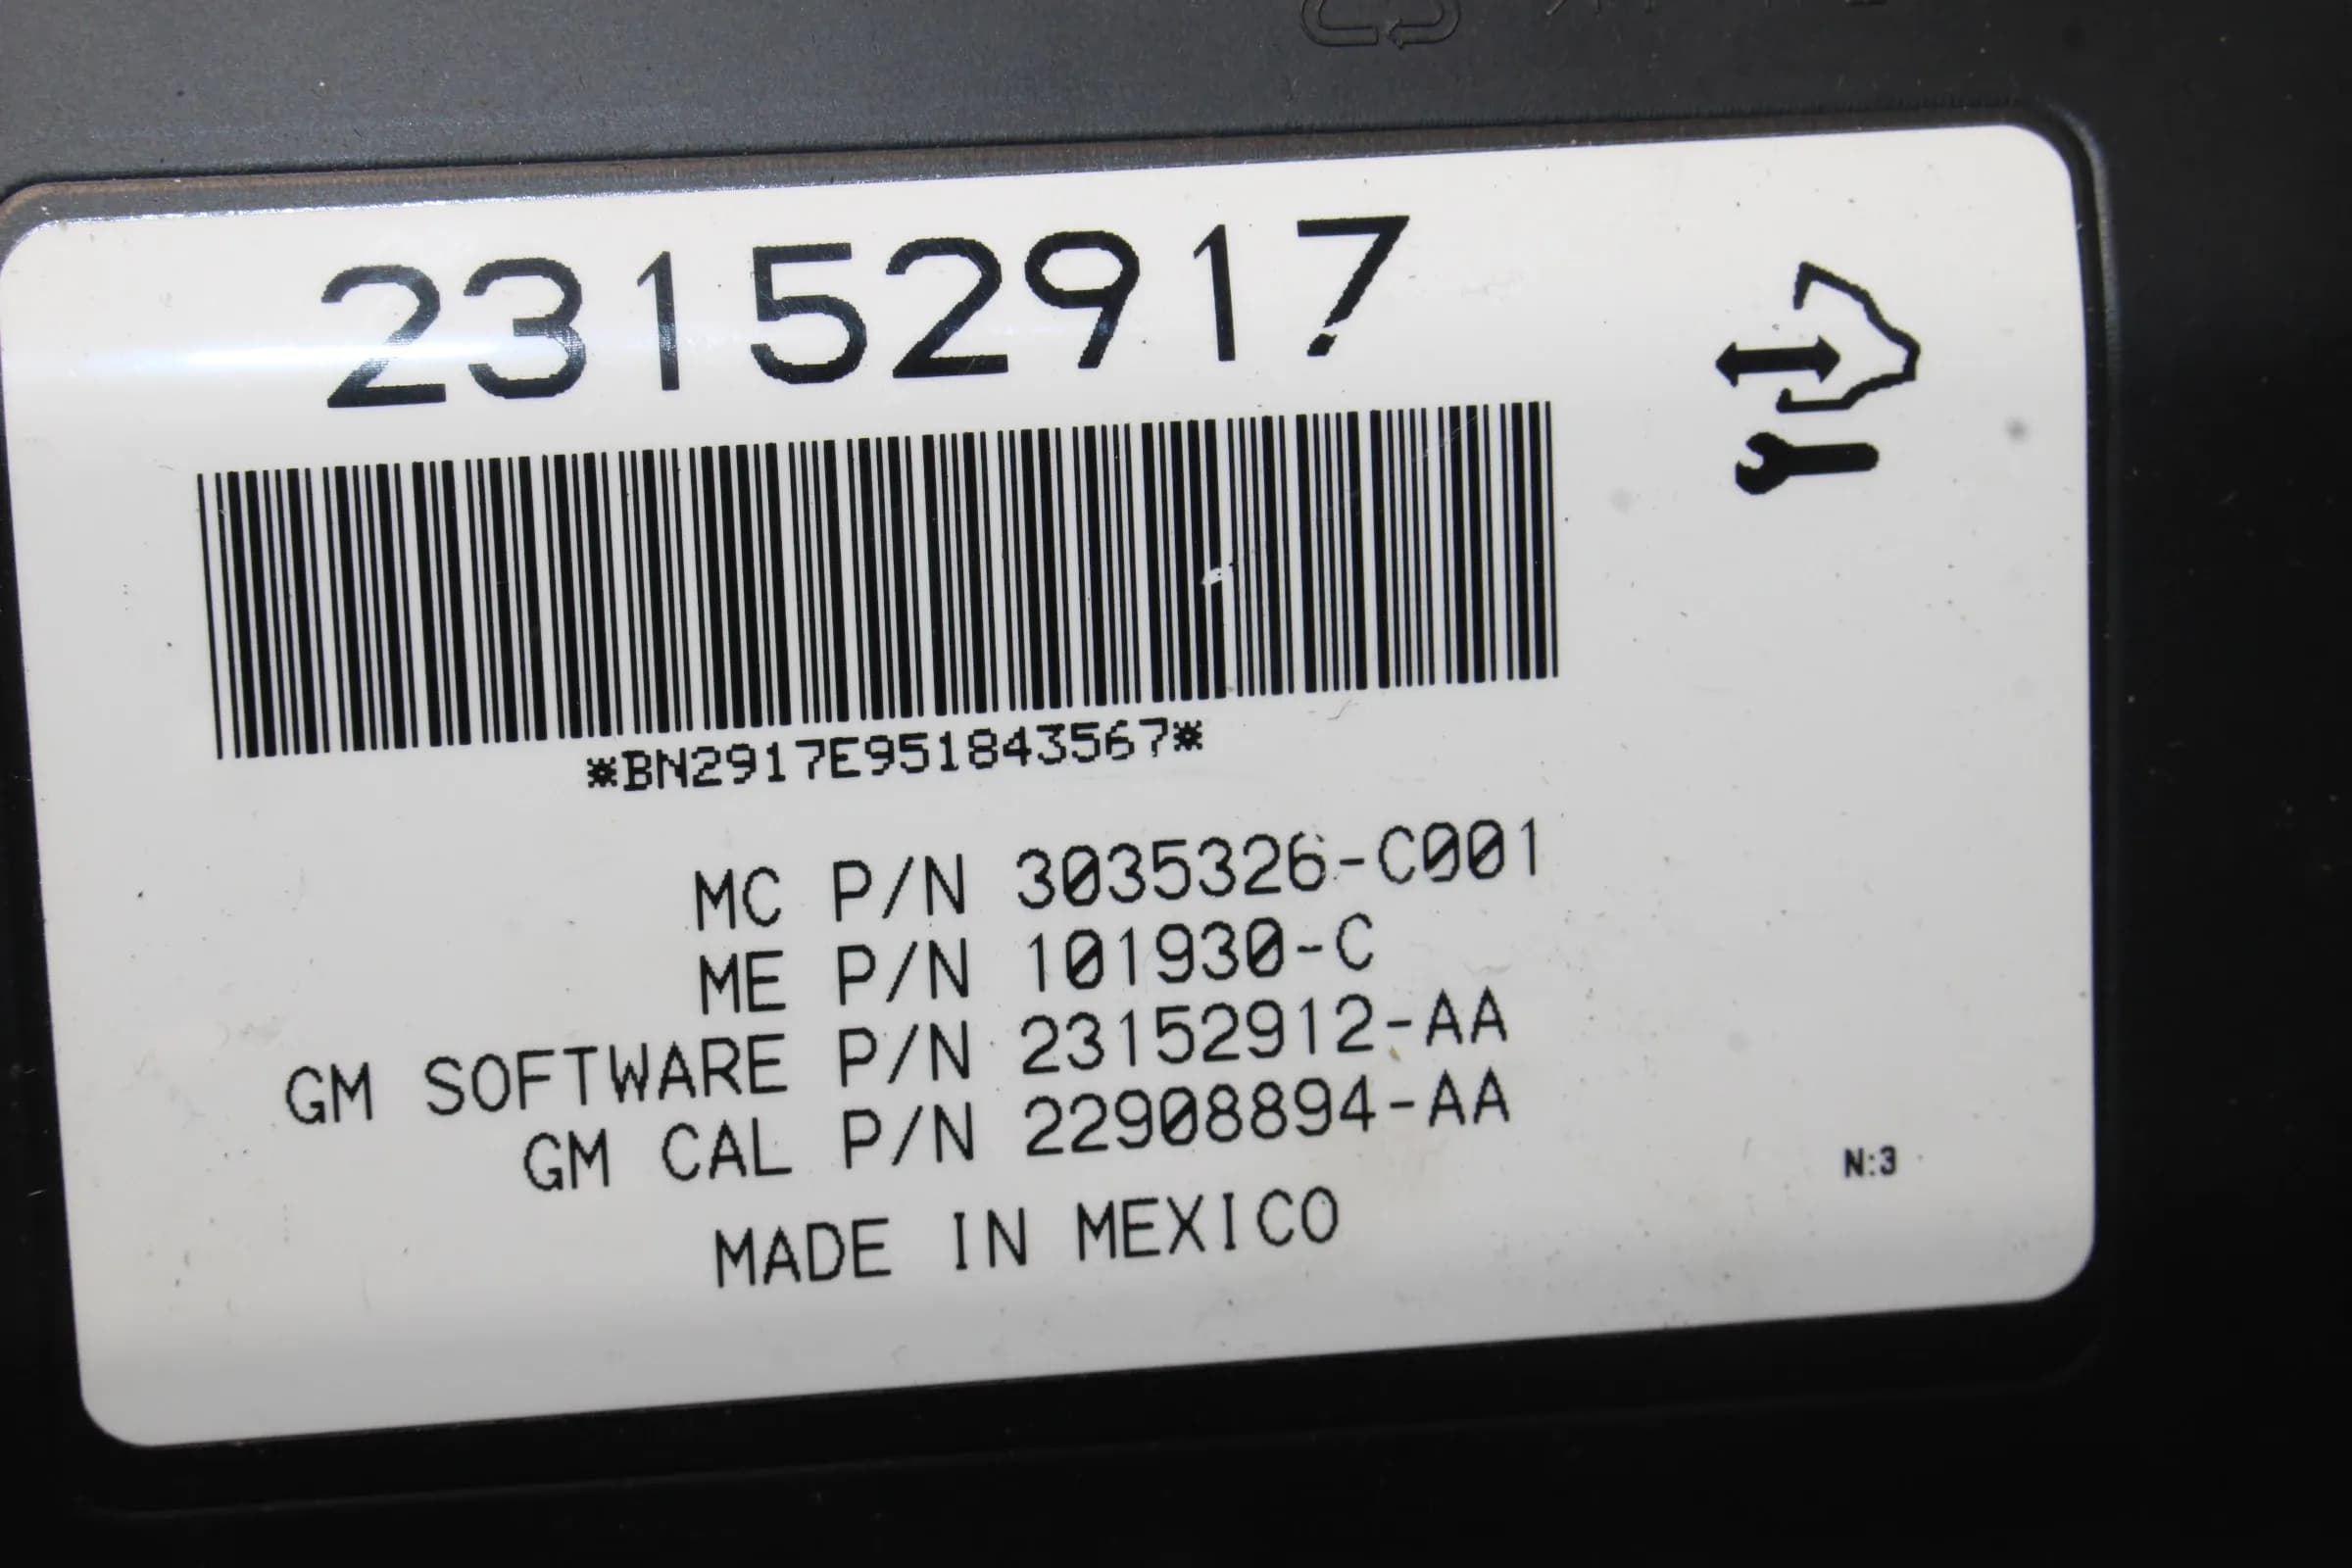 23152917
*BN2917E951843567*
MC P/N 3035326-C001
ME P/N 101930-C
GM SOFTWARE P/N 23152912-AA
GM CAL P/N 22908894-AA
N:3
MADE IN MEXICO